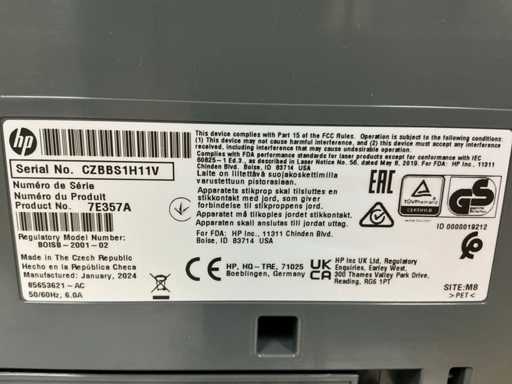 hp
Serial No. CZBBS1H11V
Número de Série
Número du Produit
Product No. 7E357A
Regulatory Model Number:
BOISB-2001-02
Made in The Czech Republic
Hecho en la República Checa
Manufactured: January, 2024
85653621-AC
50/60Hz, 6.0A
This device complies with Part 15 of the FCC Rules. Operation is subject to the following conditions:
(1) This device may not cause harmful interference, and (2) this device must accept any interference
received, including interference that may cause undesirable operation.
Complies with FDA performance standards for laser products except for conformance with IEC
60825-1 Ed.3, as described in Laser Notice No. 56, dated May 8, 2019. For FDA: HP Inc. 11311
Chinden Blvd. Boise, ID 83714 USA
Laite on liitettävä suojakoskettimilla
varustettuun pistorasiaan.
Apparatets stikprop skal tilsluttes en
stikkontakt med jord, som giver
forbindelse til stikproppens jord.
Apparatet må tilkoples jordet stikkontakt.
Apparaten skall anslutas till jordat uttag.
For FDA: HP Inc., 11311 Chinden Blvd.
Boise, ID 83714 USA
EAC
TÜVRheinland
GS
ID 0000019212
CE
HP, HQ-TRE, 71025
Boeblingen, Germany
UK
CA
HP Inc UK Ltd, Regulatory
Enquiries, Earley West,
300 Thames Valley Park Drive,
Reading, RG6 1PT
SITE:M8
>PET<